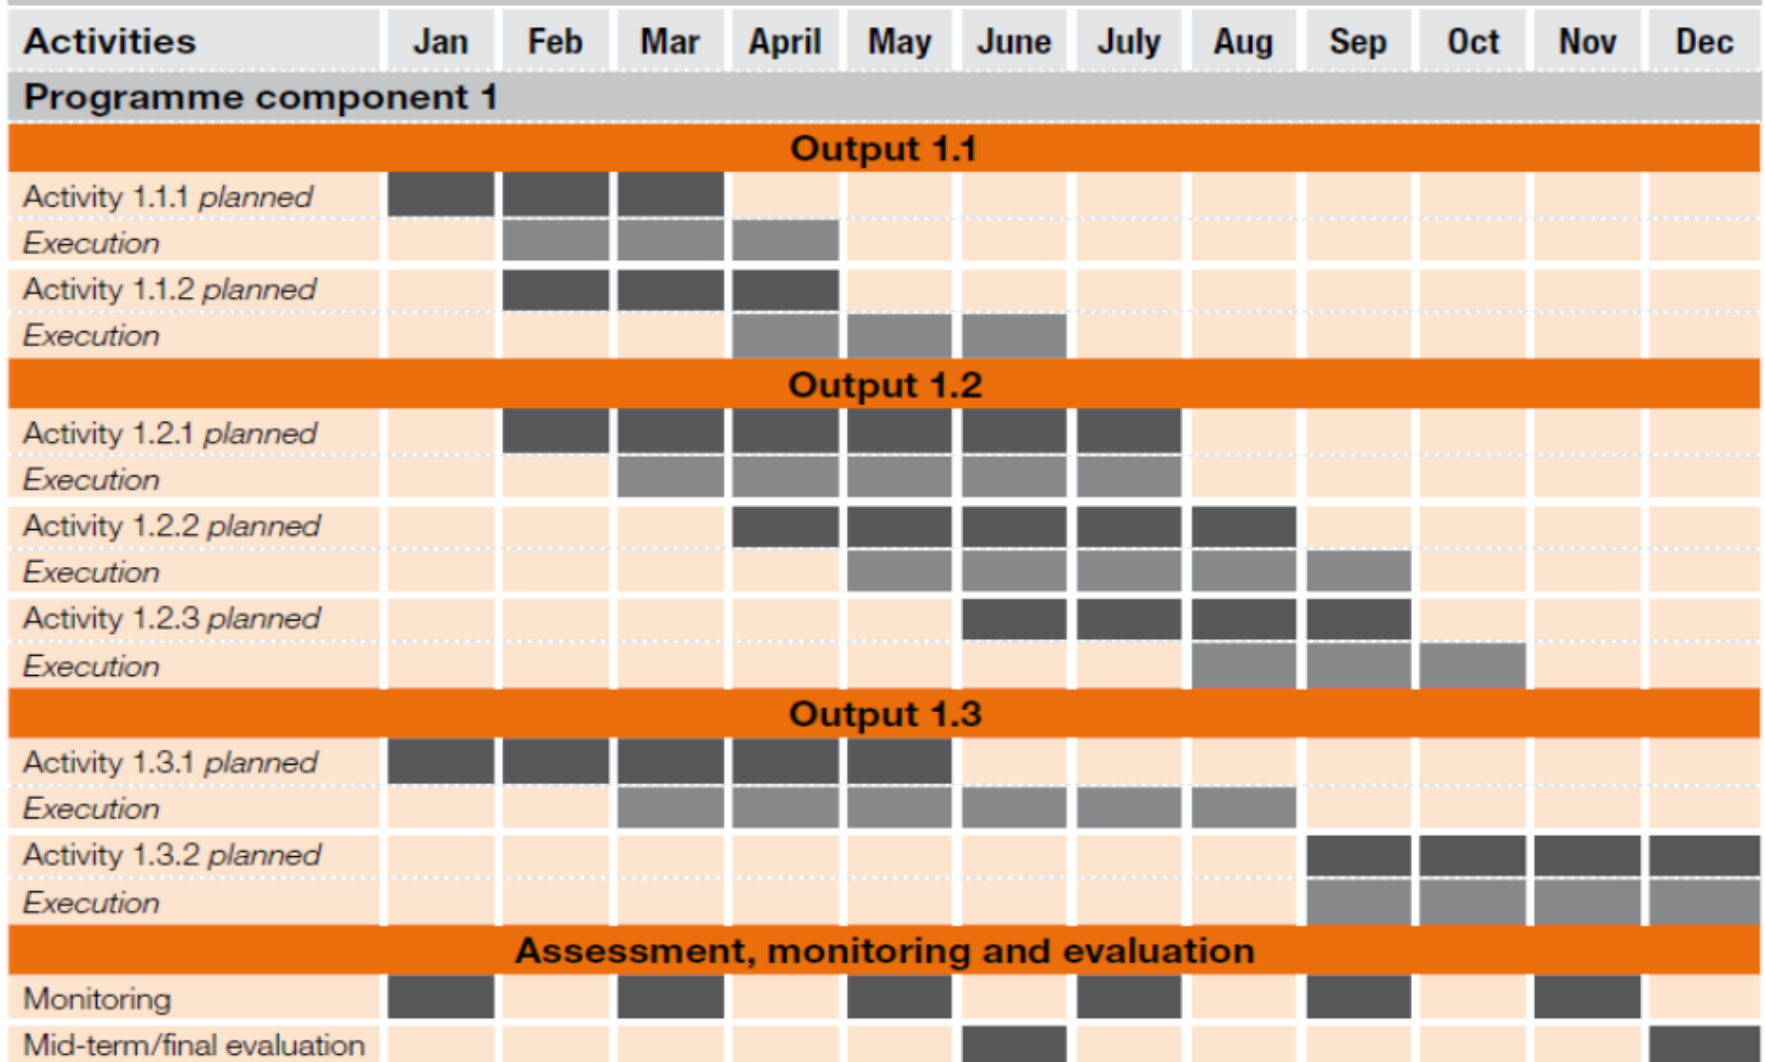 Activities Jan Feb Mar April May June July Aug Sep Oct Nov Dec
Programme component 1
Output 1.1
Activity 1.1.1 planned
Execution
Activity 1.1.2 planned
Execution
Output 1.2
Activity 1.2.1 planned
Execution
Activity 1.2.2 planned
Execution
Activity 1.2.3 planned
Execution
Output 1.3
Activity 1.3.1 planned
Execution
Activity 1.3.2 planned
Execution
Assessment, monitoring and evaluation
Monitoring
Mid-term/final evaluation